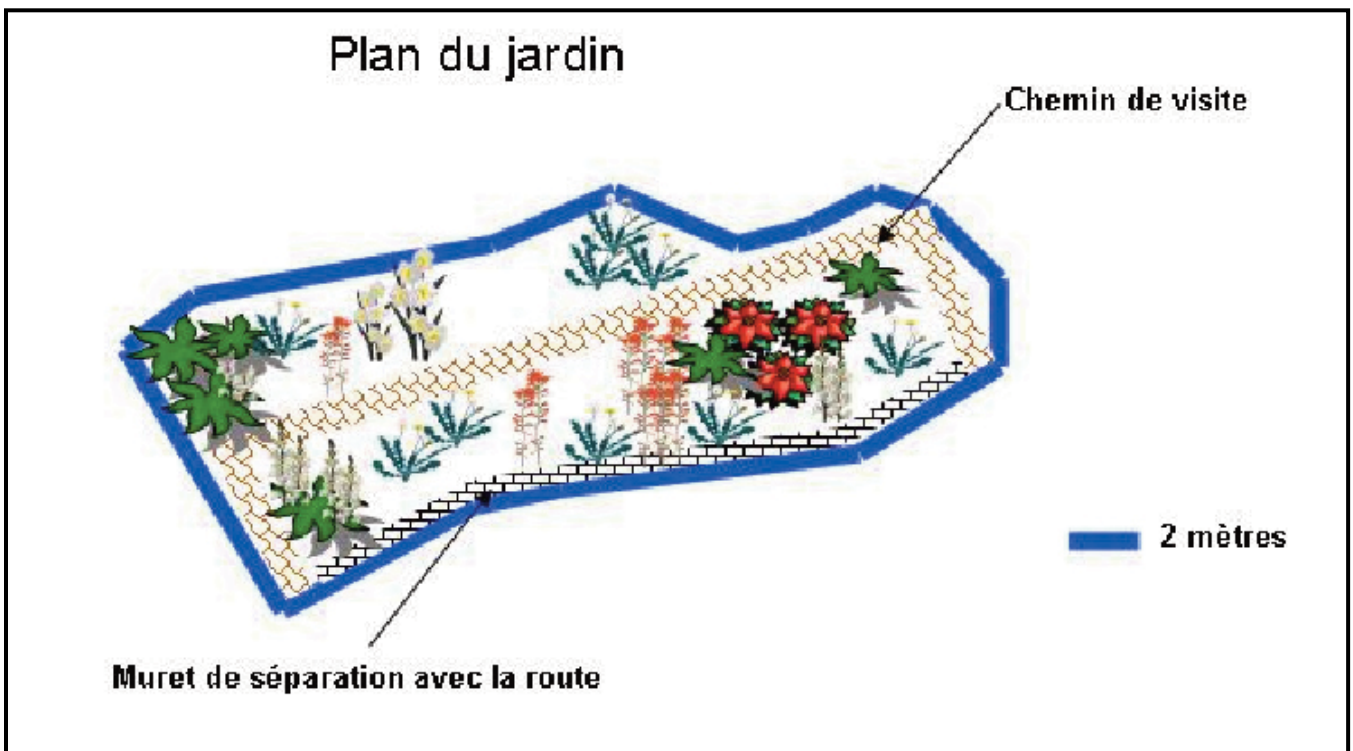 Plan du jardin
Chemin de visite
2 mètres
Muret de séparation avec la route